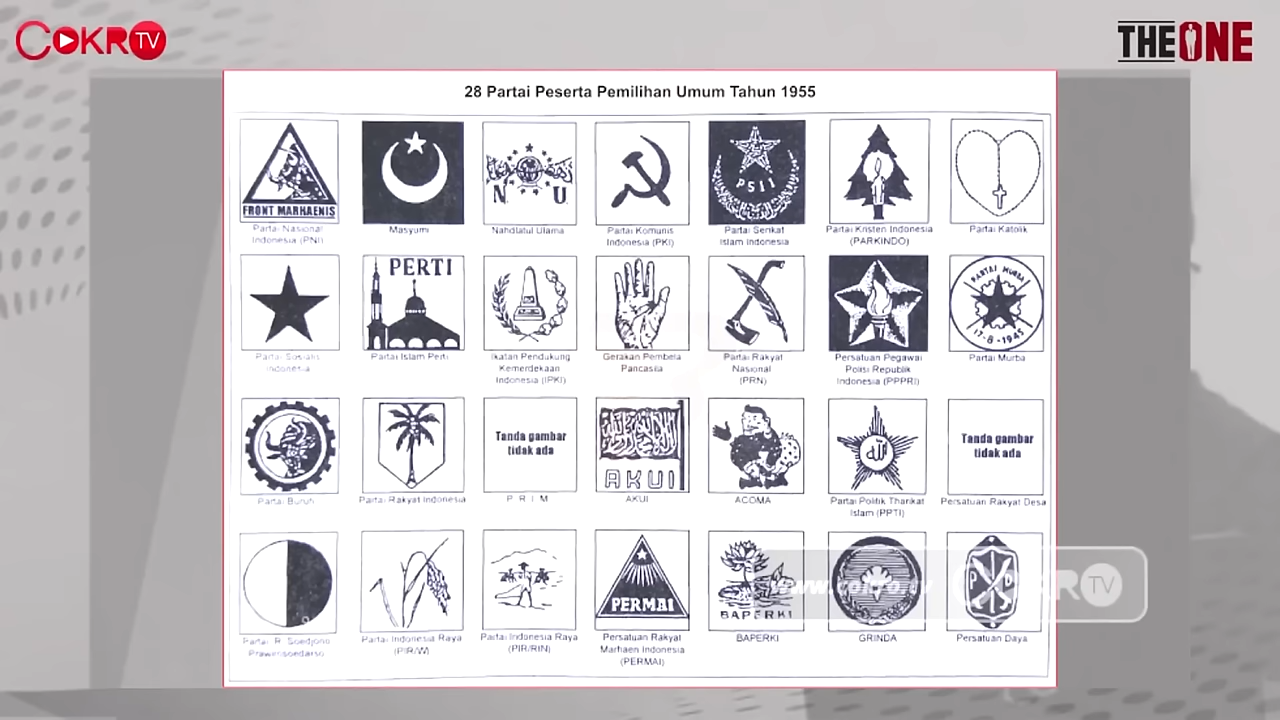 COKRO TV
THE ONE
28 Partai Peserta Pemilihan Umum Tahun 1955
FRONT MARHAENIS
N U
PSII
Partai Nasional
Indonesia (PNI)
Masyumi
Nahdlatul Ulama
Partai Komunis
Indonesia (PKI)
Partai Serikat
Islam Indonesia
Partai Kristen Indonesia
(PARKINDO)
Partai Katolik
PERTI
PARTAI MURBA
17-8-1945
Partai Sosialis
Indonesia
Partai Islam Perti
Ikatan Pendukung
Kemerdekaan
Indonesia (IPKI)
Gerakan Pembela
Pancasila
Partai Rakyat
Nasional
(PRN)
Persatuan Pegawai
Polisi Republik
Indonesia (PPPRI)
Partai Murba
Tanda gambar
tidak ada
AKUI
الله
Tanda gambar
tidak ada
Partai Buruh
Partai Rakyat Indonesia
P R I M
AKUI
ACOMA
Partai Politik Tharikat
Islam (PPTI)
Persatuan Rakyat Desa
PERMAI
BAPERKI
P D
www.cokro.tv
COKRO TV
Partai R. Soedjono
Prawirisoedarso
Partai Indonesia Raya
(PIR/W)
Partai Indonesia Raya
(PIR/RIN)
Persatuan Rakyat
Marhaen Indonesia
(PERMAI)
BAPERKI
GRINDA
Persatuan Daya